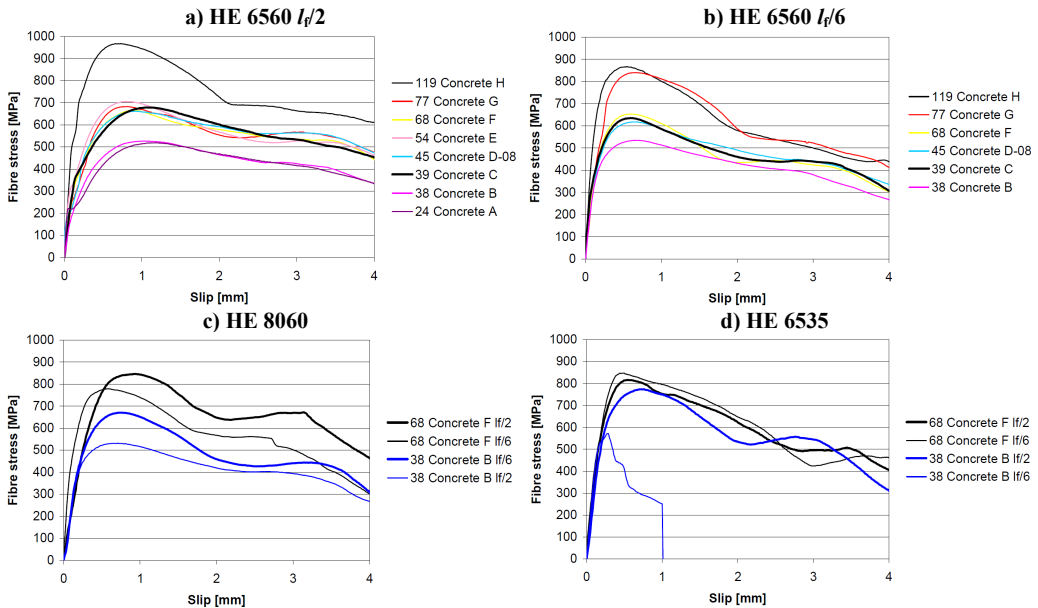 a) HE 6560 lf/2
Fibre stress [MPa]
1000
900
800
700
600
500
400
300
200
100
0
0 1 2 3 4
Slip [mm]
119 Concrete H
77 Concrete G
68 Concrete F
54 Concrete E
45 Concrete D-08
39 Concrete C
38 Concrete B
24 Concrete A
b) HE 6560 lf/6
Fibre stress [MPa]
1000
900
800
700
600
500
400
300
200
100
0
0 1 2 3 4
Slip [mm]
119 Concrete H
77 Concrete G
68 Concrete F
45 Concrete D-08
39 Concrete C
38 Concrete B
c) HE 8060
Fibre stress [MPa]
1000
900
800
700
600
500
400
300
200
100
0
0 1 2 3 4
Slip [mm]
68 Concrete F lf/2
68 Concrete F lf/6
38 Concrete B lf/6
38 Concrete B lf/2
d) HE 6535
Fibre stress [MPa]
1000
900
800
700
600
500
400
300
200
100
0
0 1 2 3 4
Slip [mm]
68 Concrete F lf/2
68 Concrete F lf/6
38 Concrete B lf/2
38 Concrete B lf/6